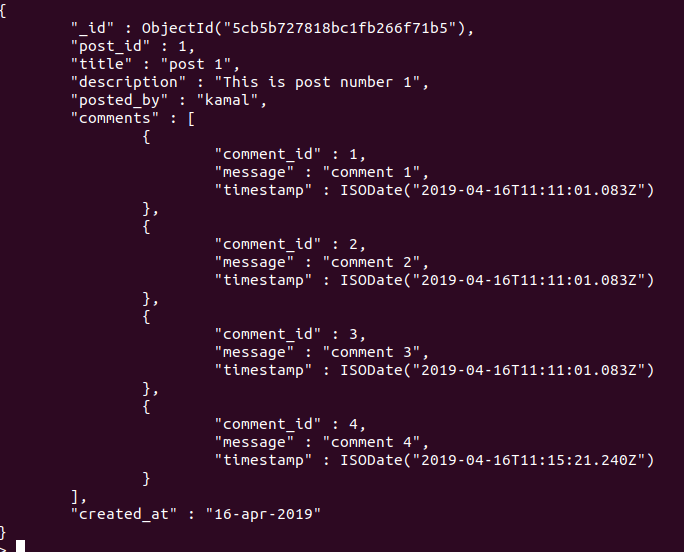 {
"_id" : ObjectId("5cb5b727818bc1fb266f71b5"),
"post_id" : 1,
"title" : "post 1",
"description" : "This is post number 1",
"posted_by" : "kamal",
"comments" : [
{
"comment_id" : 1,
"message" : "comment 1",
"timestamp" : ISODate("2019-04-16T11:11:01.083Z")
},
{
"comment_id" : 2,
"message" : "comment 2",
"timestamp" : ISODate("2019-04-16T11:11:01.083Z")
},
{
"comment_id" : 3,
"message" : "comment 3",
"timestamp" : ISODate("2019-04-16T11:11:01.083Z")
},
{
"comment_id" : 4,
"message" : "comment 4",
"timestamp" : ISODate("2019-04-16T11:15:21.240Z")
}
],
"created_at" : "16-apr-2019"
}
>